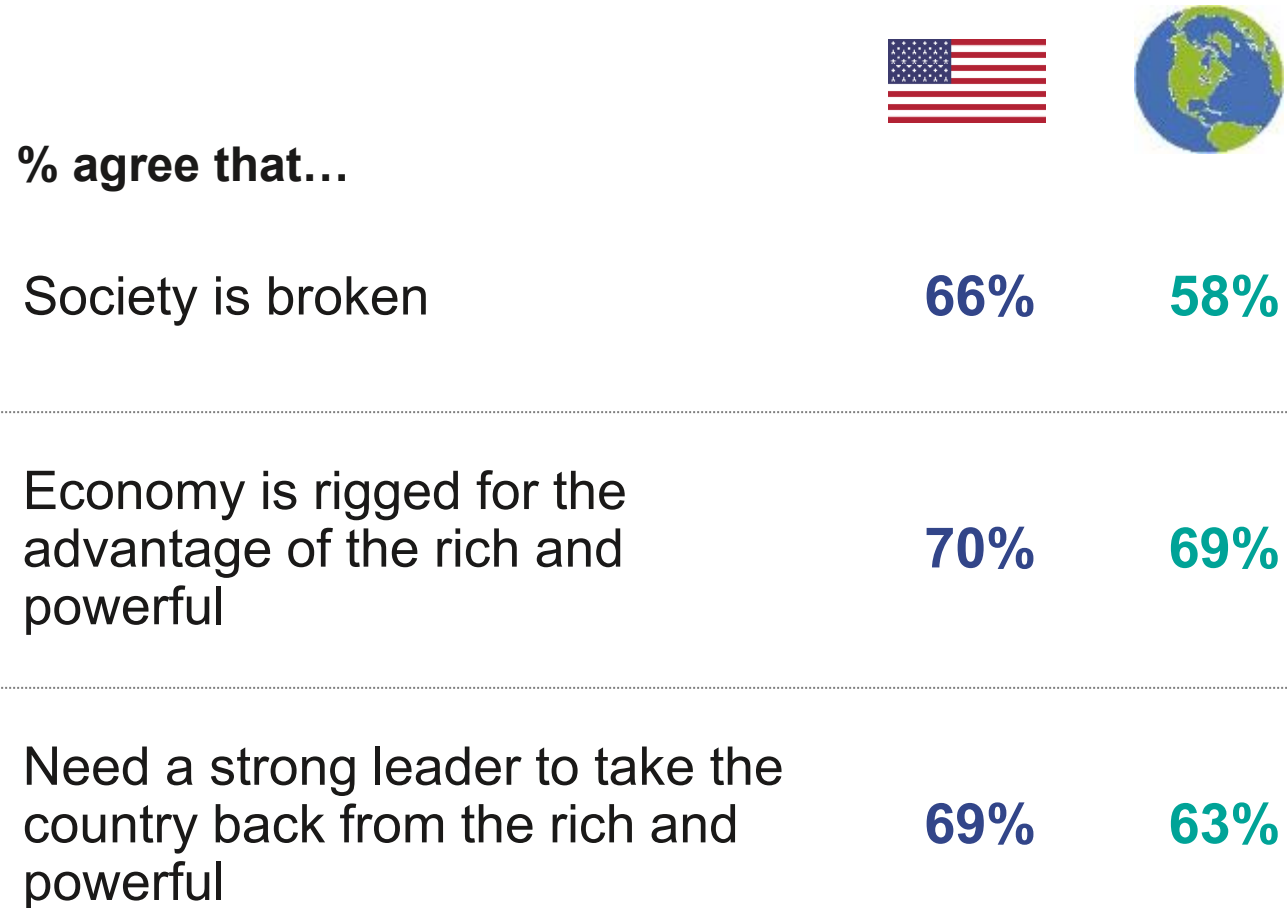 % agree that…
Society is broken
66%
58%
Economy is rigged for the
advantage of the rich and
powerful
70%
69%
Need a strong leader to take the
country back from the rich and
powerful
69%
63%